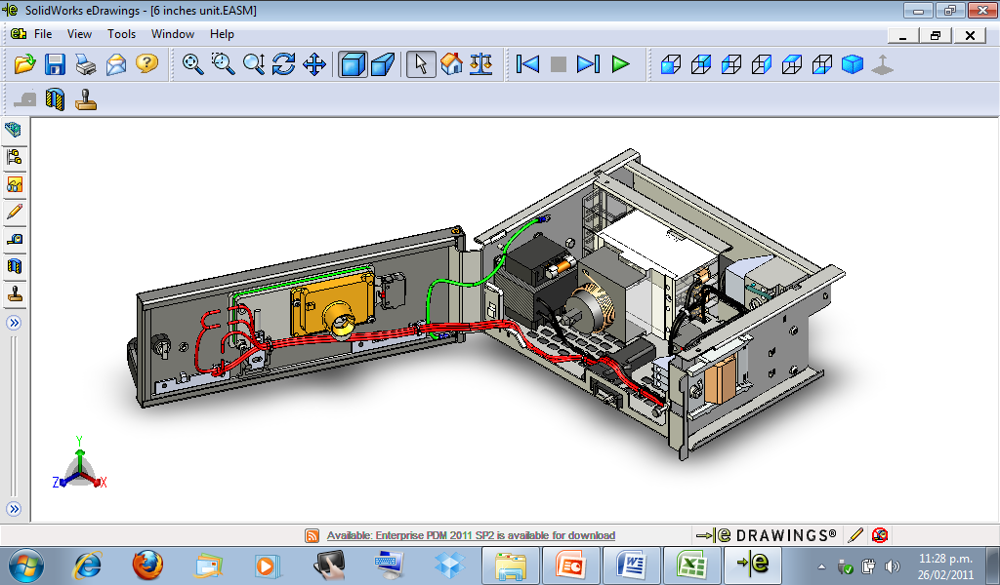 SolidWorks eDrawings - [6 inches unit.EASM]
File View Tools Window Help
Y
Z X
Available: Enterprise PDM 2011 SP2 is available for download
eDRAWINGS®
11:28 p.m.
26/02/2011